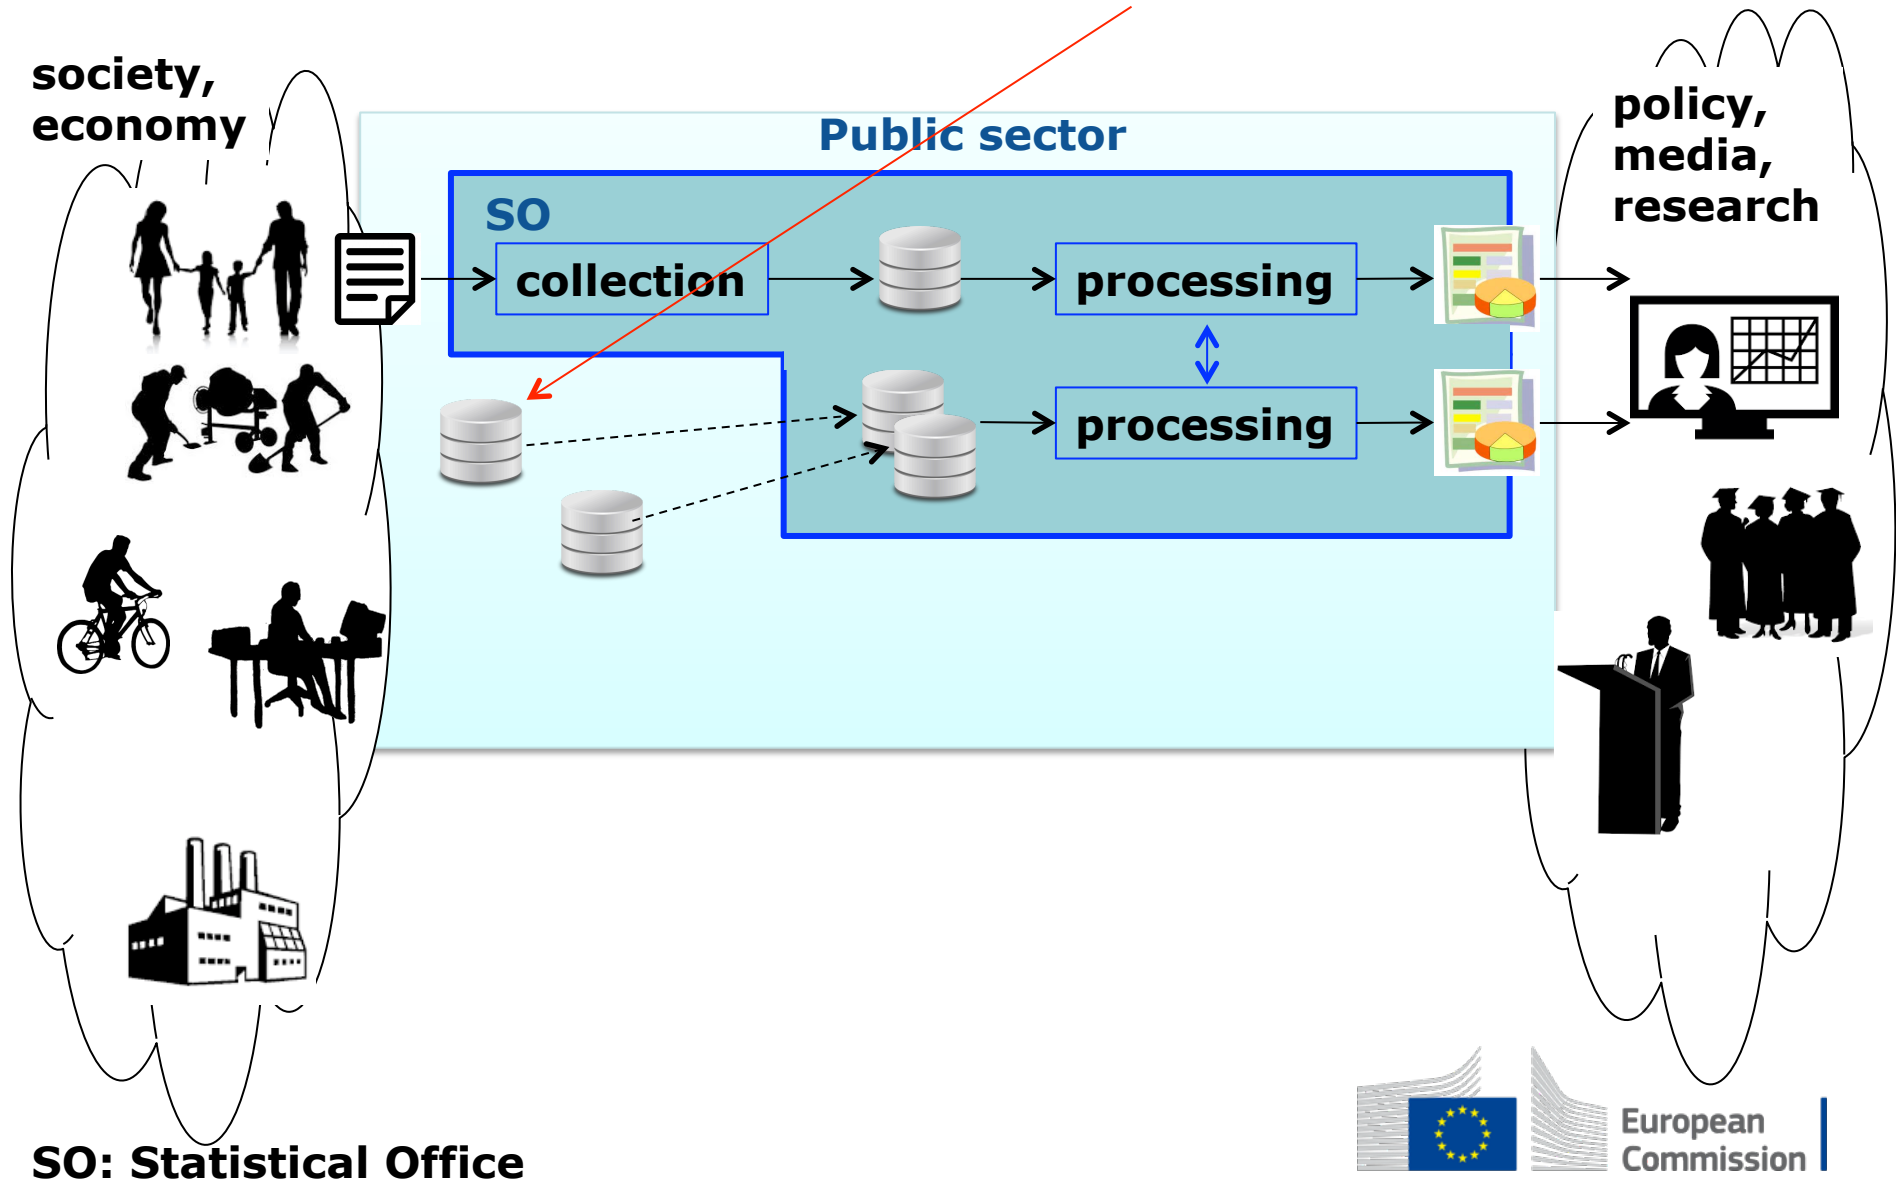 society,
economy
Public sector
policy,
media,
research
SO
collection
processing
processing
SO: Statistical Office
European
Commission